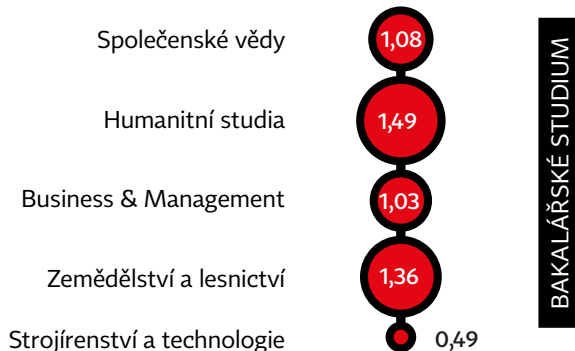 Společenské vědy 1,08
Humanitní studia 1,49
Business & Management 1,03
Zemědělství a lesnictví 1,36
Strojírenství a technologie 0,49
BAKALÁŘSKÉ STUDIUM